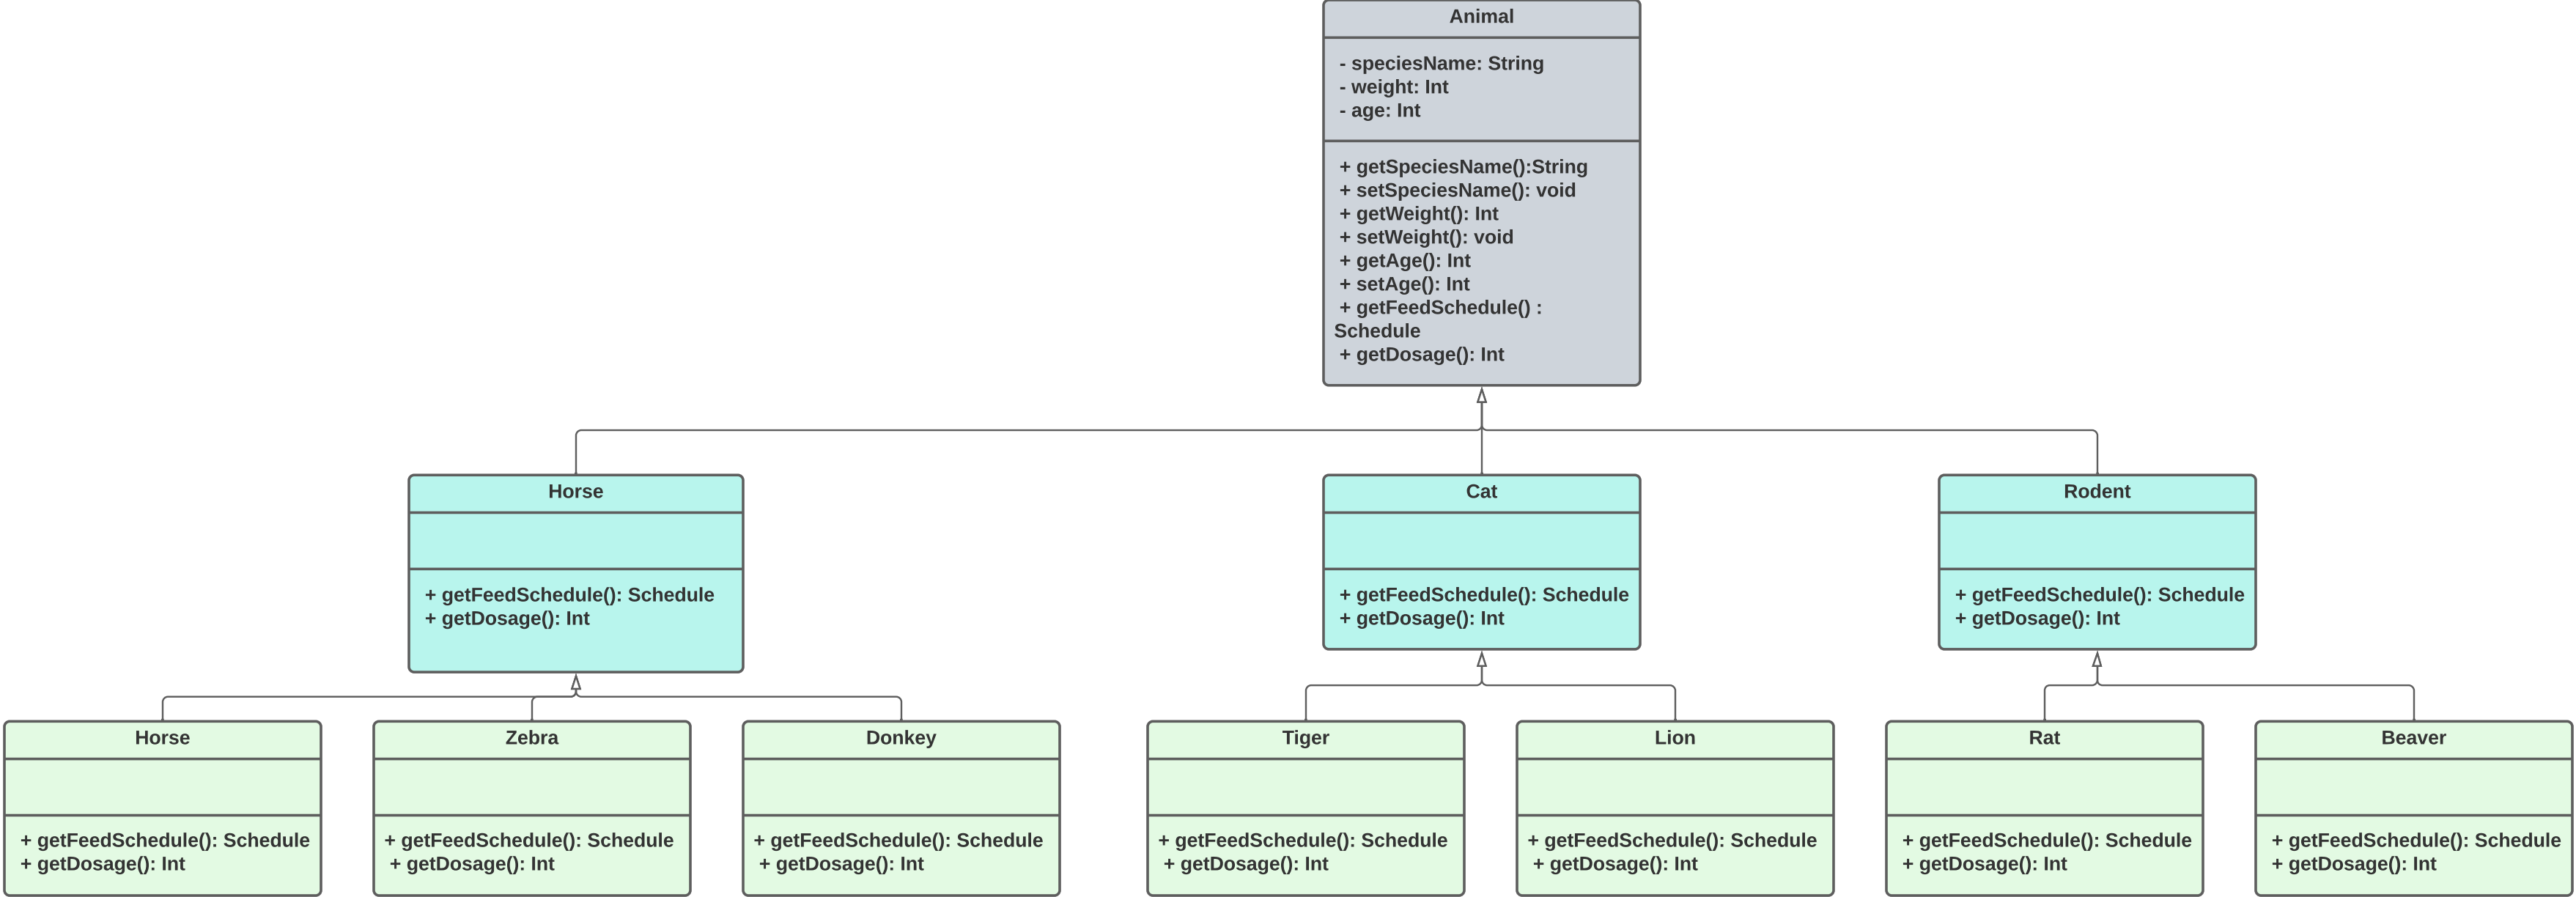 Animal
- speciesName: String
- weight: Int
- age: Int
+ getSpeciesName():String
+ setSpeciesName(): void
+ getWeight(): Int
+ setWeight(): void
+ getAge(): Int
+ setAge(): Int
+ getFeedSchedule() :
Schedule
+ getDosage(): Int
Horse
+ getFeedSchedule(): Schedule
+ getDosage(): Int
Cat
+ getFeedSchedule(): Schedule
+ getDosage(): Int
Rodent
+ getFeedSchedule(): Schedule
+ getDosage(): Int
Horse
+ getFeedSchedule(): Schedule
+ getDosage(): Int
Zebra
+ getFeedSchedule(): Schedule
+ getDosage(): Int
Donkey
+ getFeedSchedule(): Schedule
+ getDosage(): Int
Tiger
+ getFeedSchedule(): Schedule
+ getDosage(): Int
Lion
+ getFeedSchedule(): Schedule
+ getDosage(): Int
Rat
+ getFeedSchedule(): Schedule
+ getDosage(): Int
Beaver
+ getFeedSchedule(): Schedule
+ getDosage(): Int